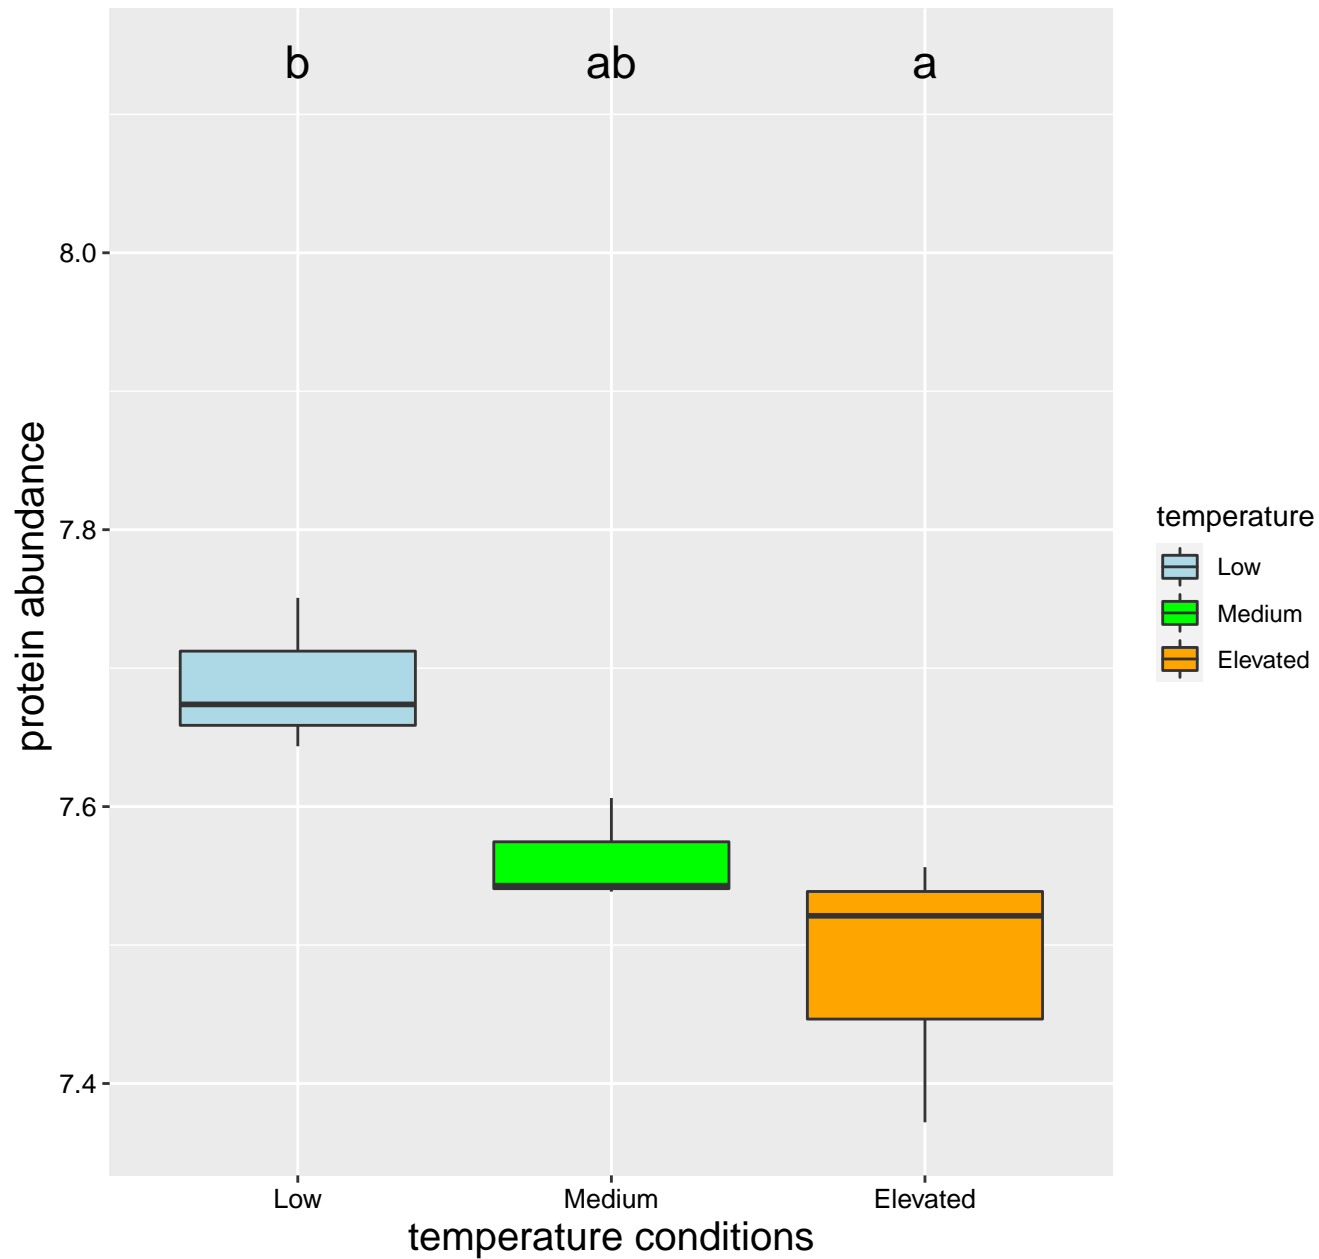 b ab a
8.0
7.8
7.6
7.4
protein abundance
Low Medium Elevated
temperature conditions
temperature
Low
Medium
Elevated